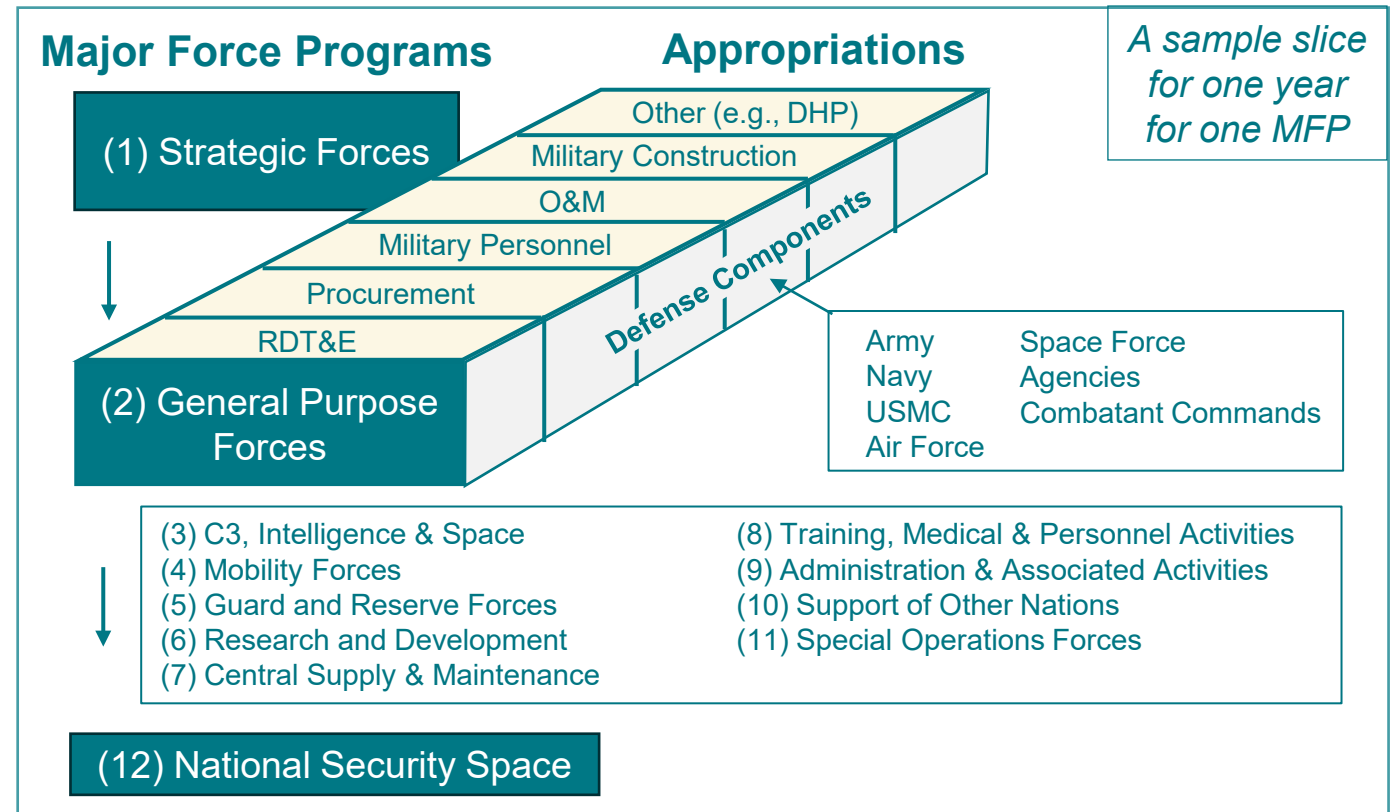 Major Force Programs
Appropriations
A sample slice
for one year
for one MFP
(1) Strategic Forces
Other (e.g., DHP)
Military Construction
O&M
Military Personnel
Procurement
RDT&E
Defense Components
(2) General Purpose
Forces
Army
Navy
USMC
Air Force
Space Force
Agencies
Combatant Commands
(3) C3, Intelligence & Space
(4) Mobility Forces
(5) Guard and Reserve Forces
(6) Research and Development
(7) Central Supply & Maintenance
(8) Training, Medical & Personnel Activities
(9) Administration & Associated Activities
(10) Support of Other Nations
(11) Special Operations Forces
(12) National Security Space